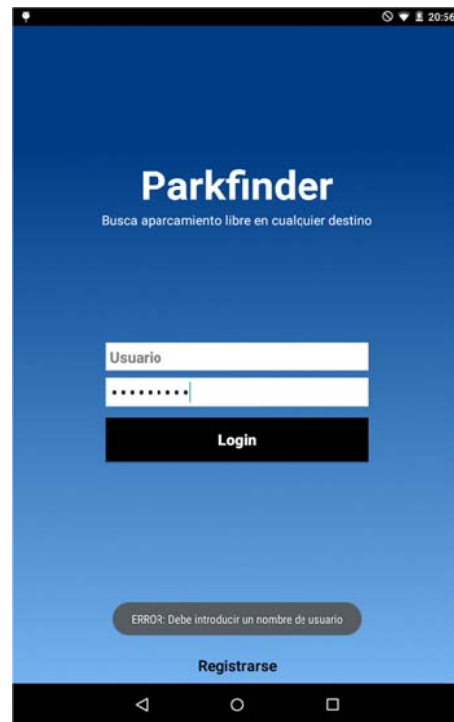 20:56
Parkfinder
Busca aparcamiento libre en cualquier destino
Usuario
•••••••••
Login
ERROR: Debe introducir un nombre de usuario
Registrarse